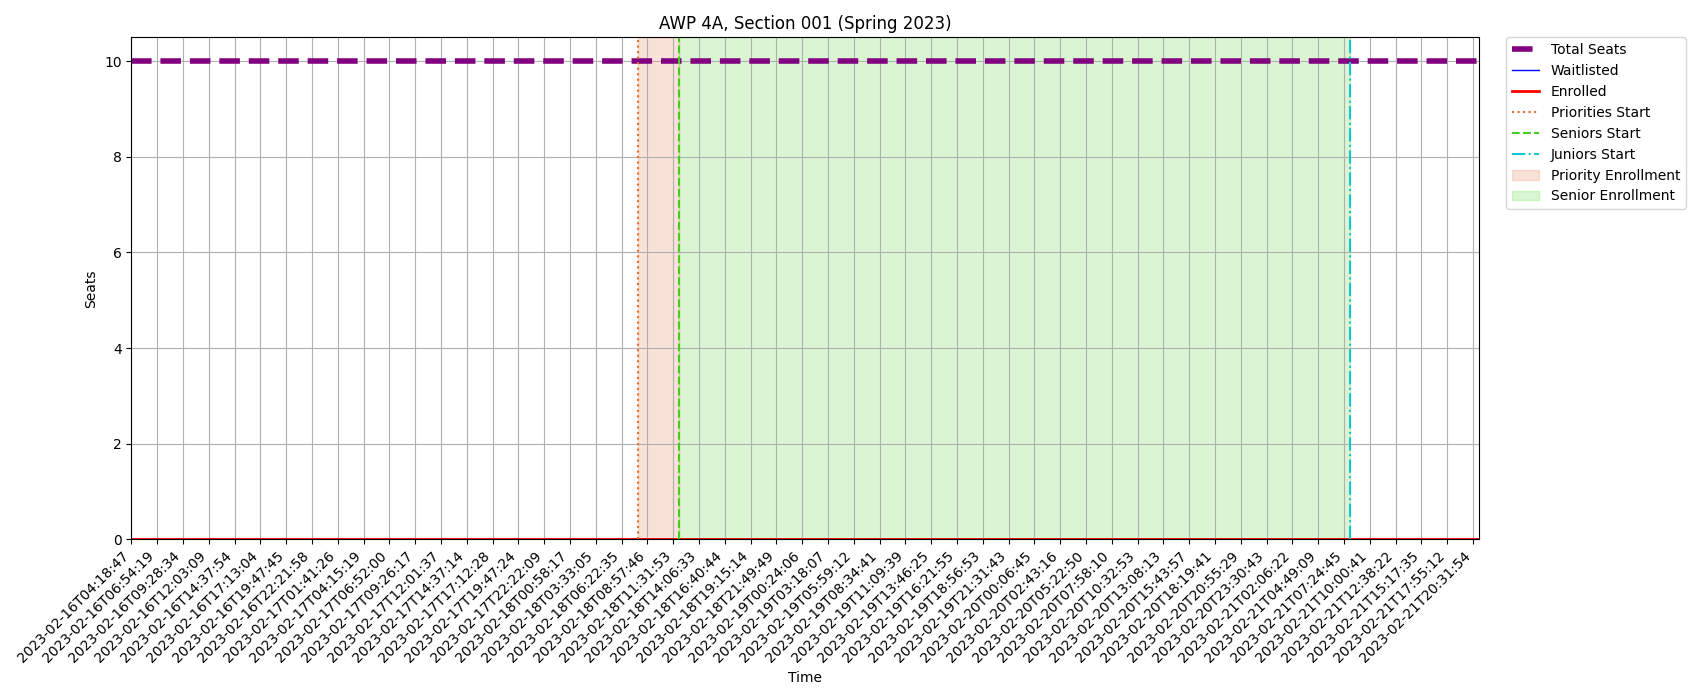 AWP 4A, Section 001 (Spring 2023)
Total Seats
Waitlisted
Enrolled
Priorities Start
Seniors Start
Juniors Start
Priority Enrollment
Senior Enrollment
Seats
10
8
6
4
2
0
2023-02-16T04:18:47
2023-02-16T06:54:19
2023-02-16T09:28:34
2023-02-16T12:03:09
2023-02-16T14:37:54
2023-02-16T17:13:04
2023-02-16T19:47:45
2023-02-16T22:21:58
2023-02-17T01:41:26
2023-02-17T04:15:19
2023-02-17T06:52:00
2023-02-17T09:26:17
2023-02-17T12:01:37
2023-02-17T14:37:14
2023-02-17T17:12:28
2023-02-17T19:47:24
2023-02-17T22:22:09
2023-02-18T00:58:17
2023-02-18T03:33:05
2023-02-18T06:22:35
2023-02-18T08:57:46
2023-02-18T11:31:53
2023-02-18T14:06:33
2023-02-18T16:40:44
2023-02-18T19:15:14
2023-02-18T21:49:49
2023-02-19T00:24:06
2023-02-19T03:18:07
2023-02-19T05:59:12
2023-02-19T08:34:41
2023-02-19T11:09:39
2023-02-19T13:46:25
2023-02-19T16:21:55
2023-02-19T18:56:53
2023-02-19T21:31:43
2023-02-20T00:06:45
2023-02-20T02:43:16
2023-02-20T05:22:50
2023-02-20T07:58:10
2023-02-20T10:32:53
2023-02-20T13:08:13
2023-02-20T15:43:57
2023-02-20T18:19:41
2023-02-20T20:55:29
2023-02-20T23:30:43
2023-02-21T02:06:22
2023-02-21T04:49:09
2023-02-21T07:24:45
2023-02-21T10:00:41
2023-02-21T12:38:22
2023-02-21T15:17:35
2023-02-21T17:55:12
2023-02-21T20:31:54
Time